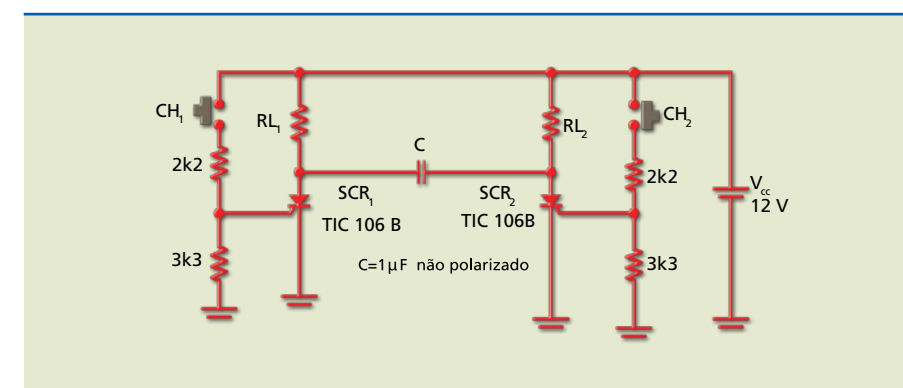 CH1
RL1
C
RL2
CH2
2k2
SCR1
TIC 106 B
SCR2
TIC 106B
2k2
Vcc
12 V
3k3
C=1µF não polarizado
3k3